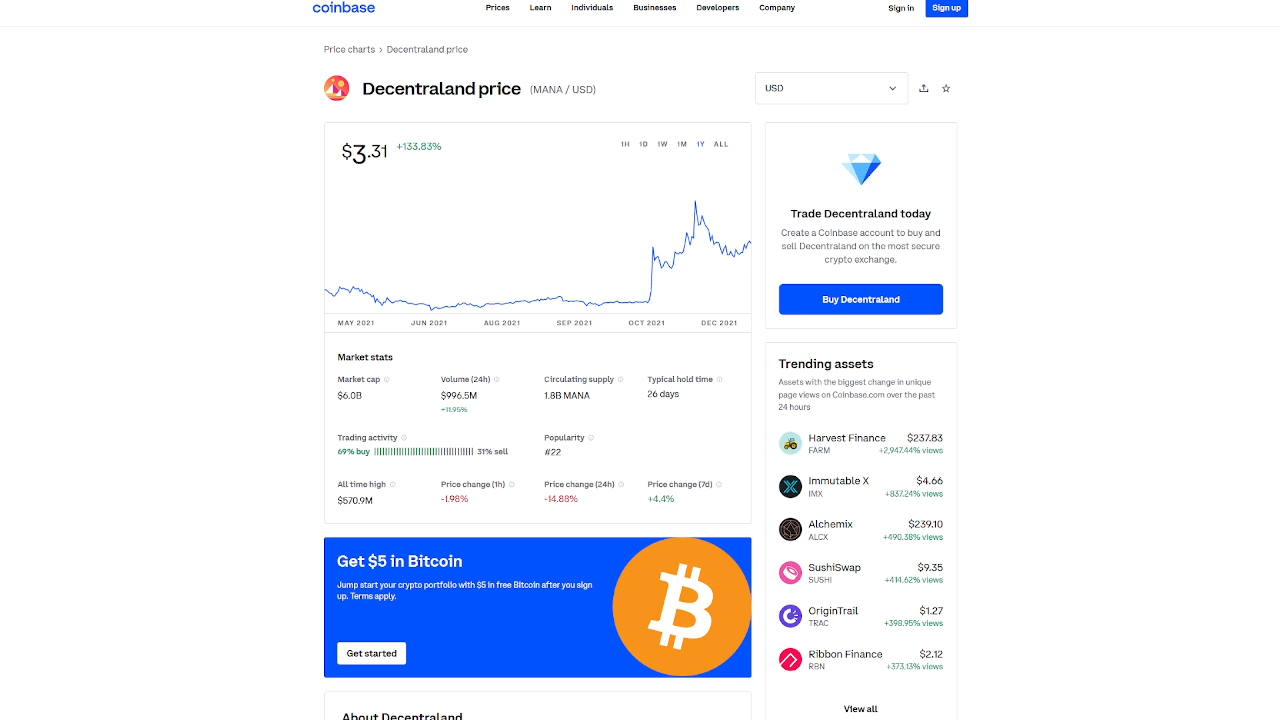 coinbase
Prices Learn Individuals Businesses Developers Company
Sign in Sign up
Price charts › Decentraland price
Decentraland price (MANA / USD)
USD
$3.31 +133.83%
1H 1D 1W 1M 1Y ALL
MAY 2021 JUN 2021 AUG 2021 SEP 2021 OCT 2021 DEC 2021
Market stats
Market cap Volume (24h) Circulating supply Typical hold time
$6.0B $996.5M 1.8B MANA 26 days
+11.95%
Trading activity Popularity
69% buy 31% sell #22
All time high Price change (1h) Price change (24h) Price change (7d)
$570.9M -1.98% -14.88% +4.4%
Get $5 in Bitcoin
Jump start your crypto portfolio with $5 in free Bitcoin after you sign
up. Terms apply.
Get started
About Decentraland
Trade Decentraland today
Create a Coinbase account to buy and
sell Decentraland on the most secure
crypto exchange.
Buy Decentraland
Trending assets
Assets with the biggest change in unique
page views on Coinbase.com over the past
24 hours
Harvest Finance $237.83
FARM +2,947.44% views
Immutable X $4.66
IMX +837.24% views
Alchemix $239.10
ALCX +490.38% views
SushiSwap $9.35
SUSHI +414.62% views
OriginTrail $1.27
TRAC +398.95% views
Ribbon Finance $2.12
RBN +373.13% views
View all